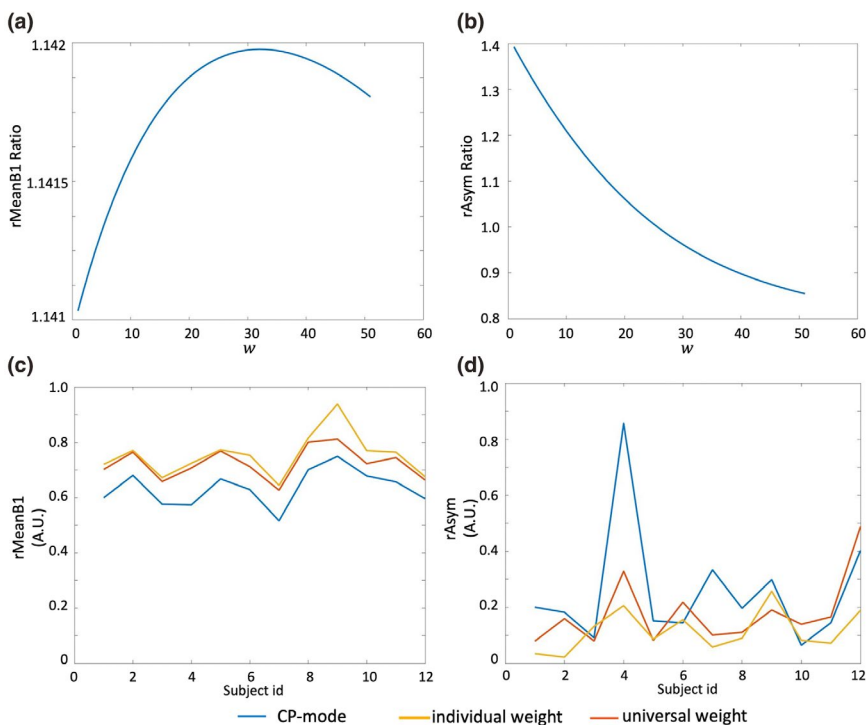 (a)
rMeanB1 Ratio
1.142
1.1415
1.141
0 10 20 30 40 50 60
w
(b)
rAsym Ratio
1.4
1.3
1.2
1.1
1.0
0.9
0.8
0 10 20 30 40 50 60
w
(c)
rMeanB1
(A.U.)
1.0
0.8
0.6
0.4
0.2
0
0 2 4 6 8 10 12
Subject id
(d)
rAsym
(A.U.)
1.0
0.8
0.6
0.4
0.2
0
0 2 4 6 8 10 12
Subject id
CP-mode individual weight universal weight